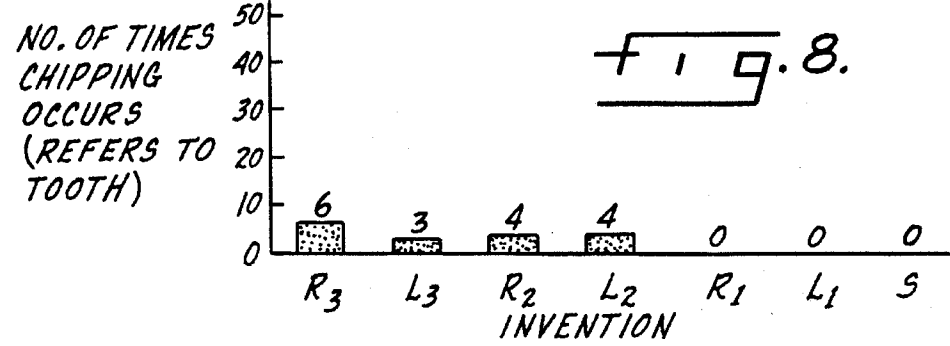 NO. OF TIMES
CHIPPING
OCCURS
(REFERS TO
TOOTH)
50
40
30
20
10
0
fig. 8.
6 3 4 4 0 0 0
R3 L3 R2 L2 R1 L1 S
INVENTION